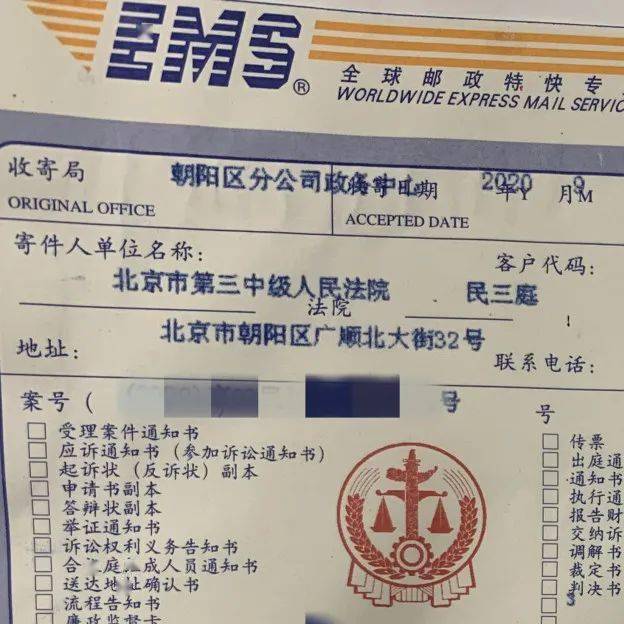 EMS®
全球邮政特快专
WORLDWIDE EXPRESS MAIL SERVIC
收寄局 朝阳区分公司政务中心 收寄日期 2020 年Y 9 月M
ORIGINAL OFFICE ACCEPTED DATE
寄件人单位名称: 客户代码:
北京市第三中级人民法院 法院 民三庭
北京市朝阳区广顺北大街32号
地址: 联系电话:
案号( 号 号
受理案件通知书
应诉通知书(参加诉讼通知书)
起诉状(反诉状)副本
申请书副本
答辩状副本
举证通知书
诉讼权利义务告知书
合 庭 成人员通知书
送达地址确认书
流程告知书
廉政监督卡
传票
出庭通
通知书
执行通
报告财
交纳诉
调解书
裁定书
判决书